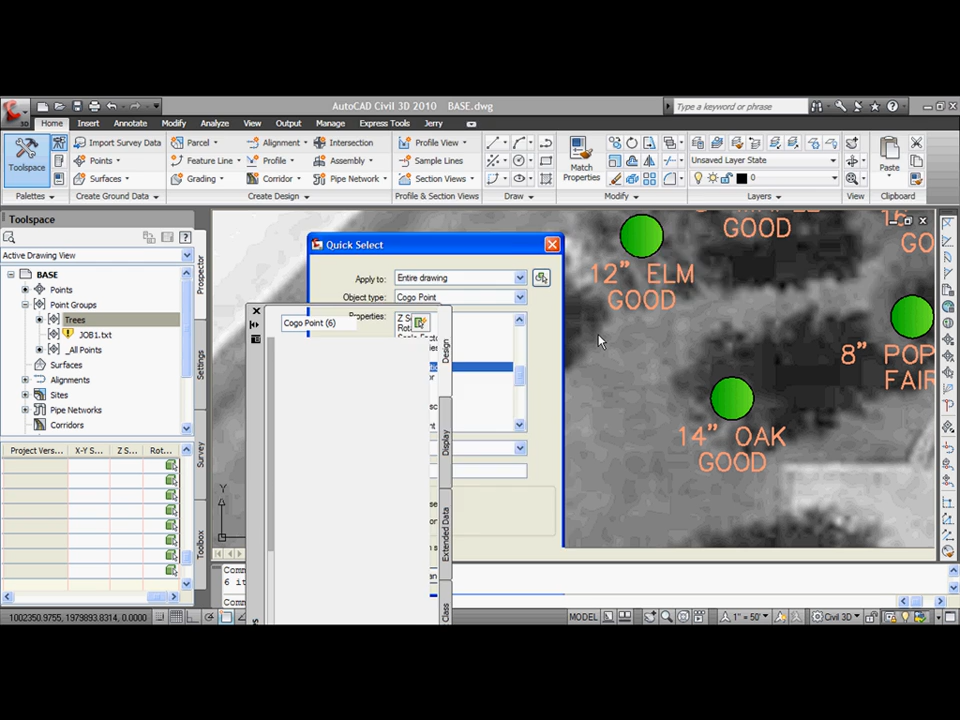 AutoCAD Civil 3D 2010 BASE.dwg
Type a keyword or phrase
Home Insert Annotate Modify Analyze View Output Manage Express Tools Jerry
Toolspace
Import Survey Data
Points
Surfaces
Parcel
Feature Line
Grading
Alignment
Profile
Corridor
Intersection
Assembly
Pipe Network
Profile View
Sample Lines
Section Views
Match
Properties
Unsaved Layer State
0
Paste
Palettes Create Ground Data Create Design Profile & Section Views Draw Modify Layers Clipboard
Toolspace
Active Drawing View
BASE
Points
Point Groups
Trees
JOB1.txt
_All Points
Surfaces
Alignments
Sites
Pipe Networks
Corridors
Prospector
Settings
Survey
Toolbox
Project Vers... X-Y S... Z S... Rot...
Quick Select
Apply to: Entire drawing
Object type: Cogo Point
Properties:
Cogo Point (6)
Design
Display
Extended Data
Class
GOOD
12" ELM
GOOD
GO
8" POP
FAIR
14" OAK
GOOD
Y
Comm
6 it
Comm
1002350.9755, 1979893.8314, 0.0000
MODEL
1" = 50'
Civil 3D